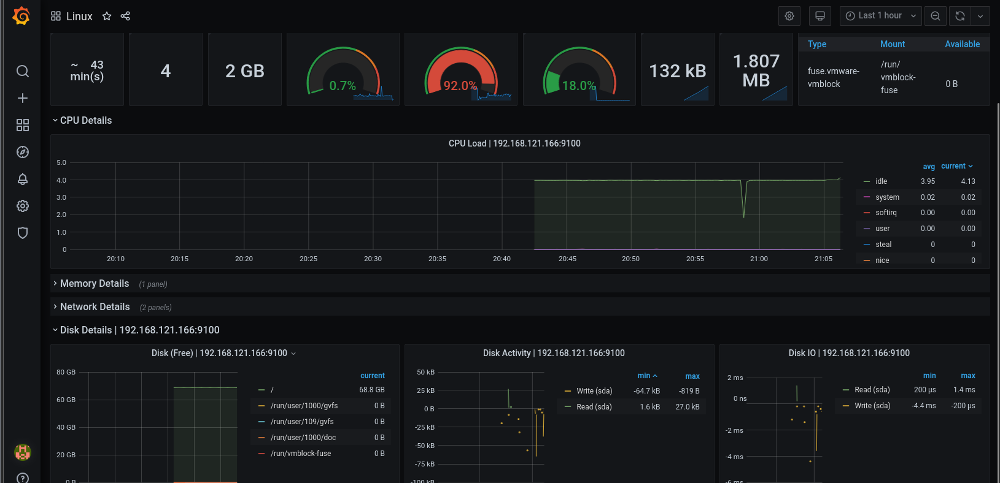 Linux
Last 1 hour
~ 43
min(s)
4
2 GB
0.7%
92.0%
18.0%
132 kB
1.807
MB
Type Mount Available
fuse.vmware-
vmblock
/run/
vmblock-
fuse
0 B
CPU Details
CPU Load | 192.168.121.166:9100
5.0
4.0
3.0
2.0
1.0
0
20:10 20:15 20:20 20:25 20:30 20:35 20:40 20:45 20:50 20:55 21:00 21:05
avg current
idle 3.95 4.13
system 0.02 0.02
softirq 0.00 0.00
user 0.00 0.00
steal 0 0
nice 0 0
Memory Details (1 panel)
Network Details (2 panels)
Disk Details | 192.168.121.166:9100
Disk (Free) | 192.168.121.166:9100
80 GB
60 GB
40 GB
20 GB
0 B
current
/ 68.8 GB
/run/user/1000/gvfs 0 B
/run/user/109/gvfs 0 B
/run/user/1000/doc 0 B
/run/vmblock-fuse 0 B
Disk Activity | 192.168.121.166:9100
50 kB
25 kB
0 B
-25 kB
-50 kB
-75 kB
-100 kB
min max
Write (sda) -64.7 kB -819 B
Read (sda) 1.6 kB 27.0 kB
Disk IO | 192.168.121.166:9100
2 ms
0 ns
-2 ms
-4 ms
-6 ms
min max
Read (sda) 200 µs 1.4 ms
Write (sda) -4.4 ms -200 µs